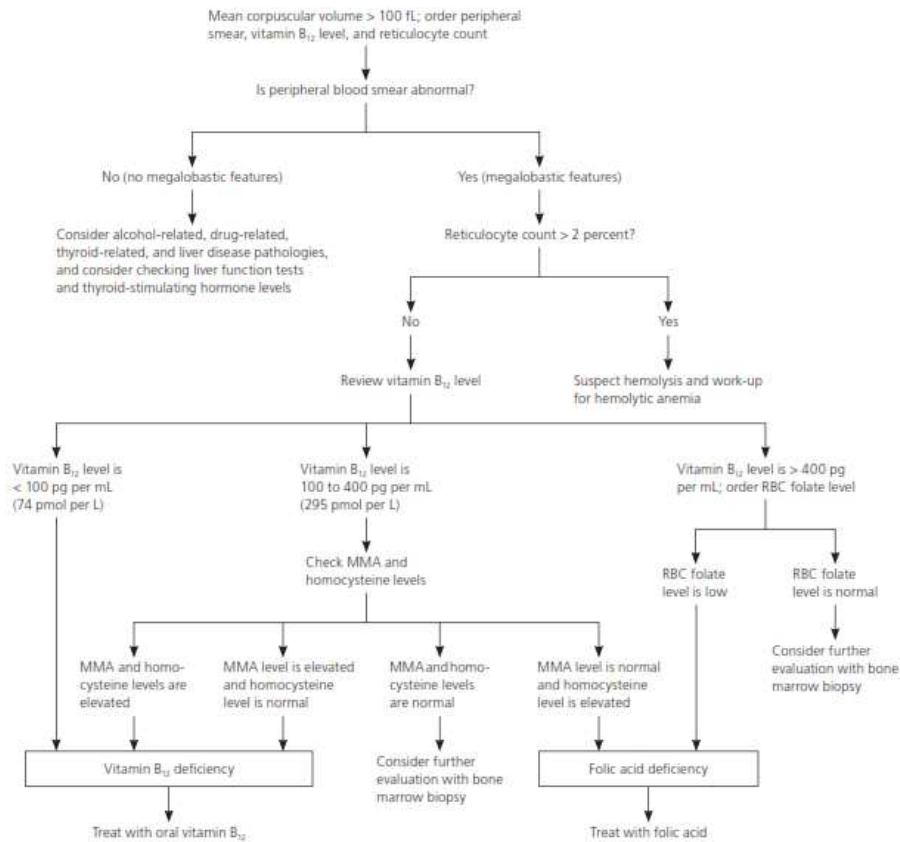 Mean corpuscular volume > 100 fL; order peripheral
smear, vitamin B₁₂ level, and reticulocyte count
Is peripheral blood smear abnormal?
No (no megalobastic features)
Yes (megalobastic features)
Consider alcohol-related, drug-related,
thyroid-related, and liver disease pathologies,
and consider checking liver function tests
and thyroid-stimulating hormone levels
Reticulocyte count > 2 percent?
No
Yes
Review vitamin B₁₂ level
Suspect hemolysis and work-up
for hemolytic anemia
Vitamin B₁₂ level is
< 100 pg per mL
(74 pmol per L)
Vitamin B₁₂ level is
100 to 400 pg per mL
(295 pmol per L)
Vitamin B₁₂ level is > 400 pg
per mL; order RBC folate level
Check MMA and
homocysteine levels
RBC folate
level is low
RBC folate
level is normal
Consider further
evaluation with bone
marrow biopsy
MMA and homo-
cysteine levels are
elevated
MMA level is elevated
and homocysteine
level is normal
MMA and homo-
cysteine levels
are normal
MMA level is normal
and homocysteine
level is elevated
Vitamin B₁₂ deficiency
Consider further
evaluation with bone
marrow biopsy
Folic acid deficiency
Treat with oral vitamin B₁₂
Treat with folic acid